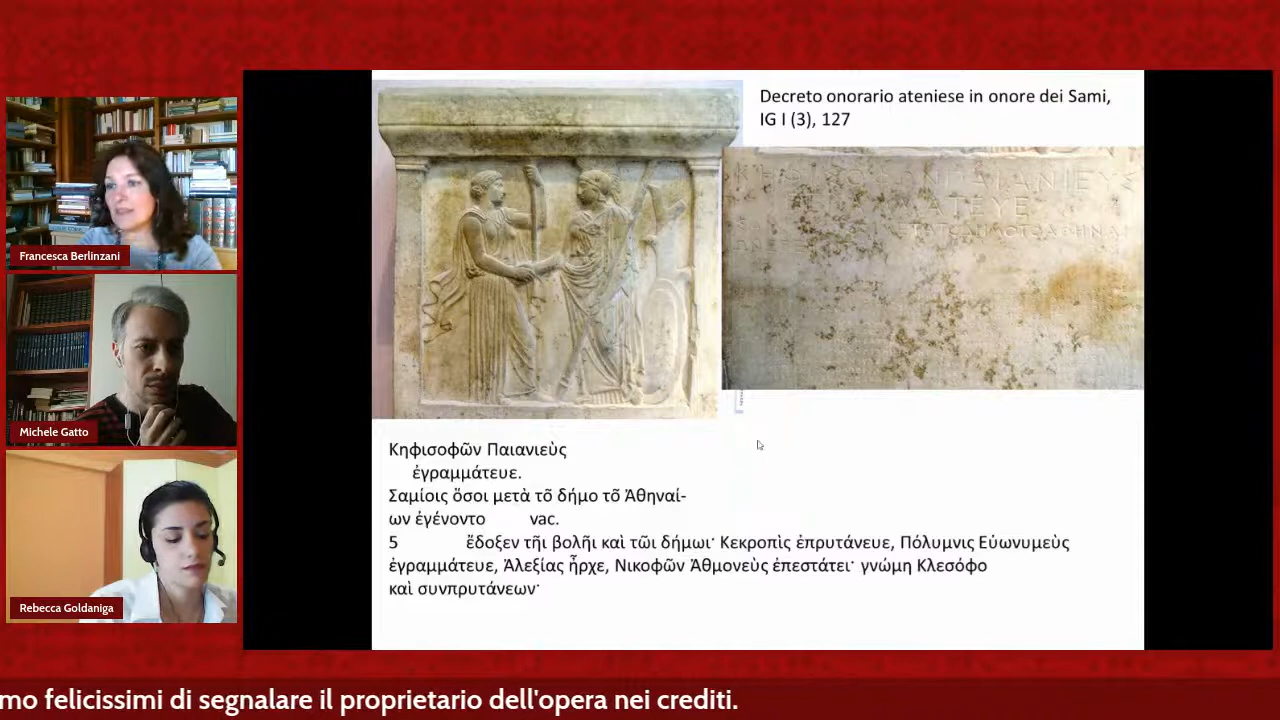 Francesca Berlinzani
Michele Gatto
Rebecca Goldaniga
Decreto onorario ateniese in onore dei Sami,
IG I (3), 127
ΑΤΕΥΕ
Κηφισοφῶν Παιανιεὺς
ἐγραμμάτευε.
Σαμίοις ὅσοι μετὰ τõ δήμο τõ Ἀθηναί-
ων ἐγένοντο vac.
5 ἔδοξεν τῆι βολῆι καὶ τῶι δήμωι· Κεκροπὶς ἐπρυτάνευε, Πόλυμνις Εὐωνυμεὺς
ἐγραμμάτευε, Ἀλεξίας ἦρχε, Νικοφῶν Ἀθμονεὺς ἐπεστάτει· γνώμη Κλεσόφο
καὶ συνπρυτάνεων·
mo felicissimi di segnalare il proprietario dell'opera nei crediti.